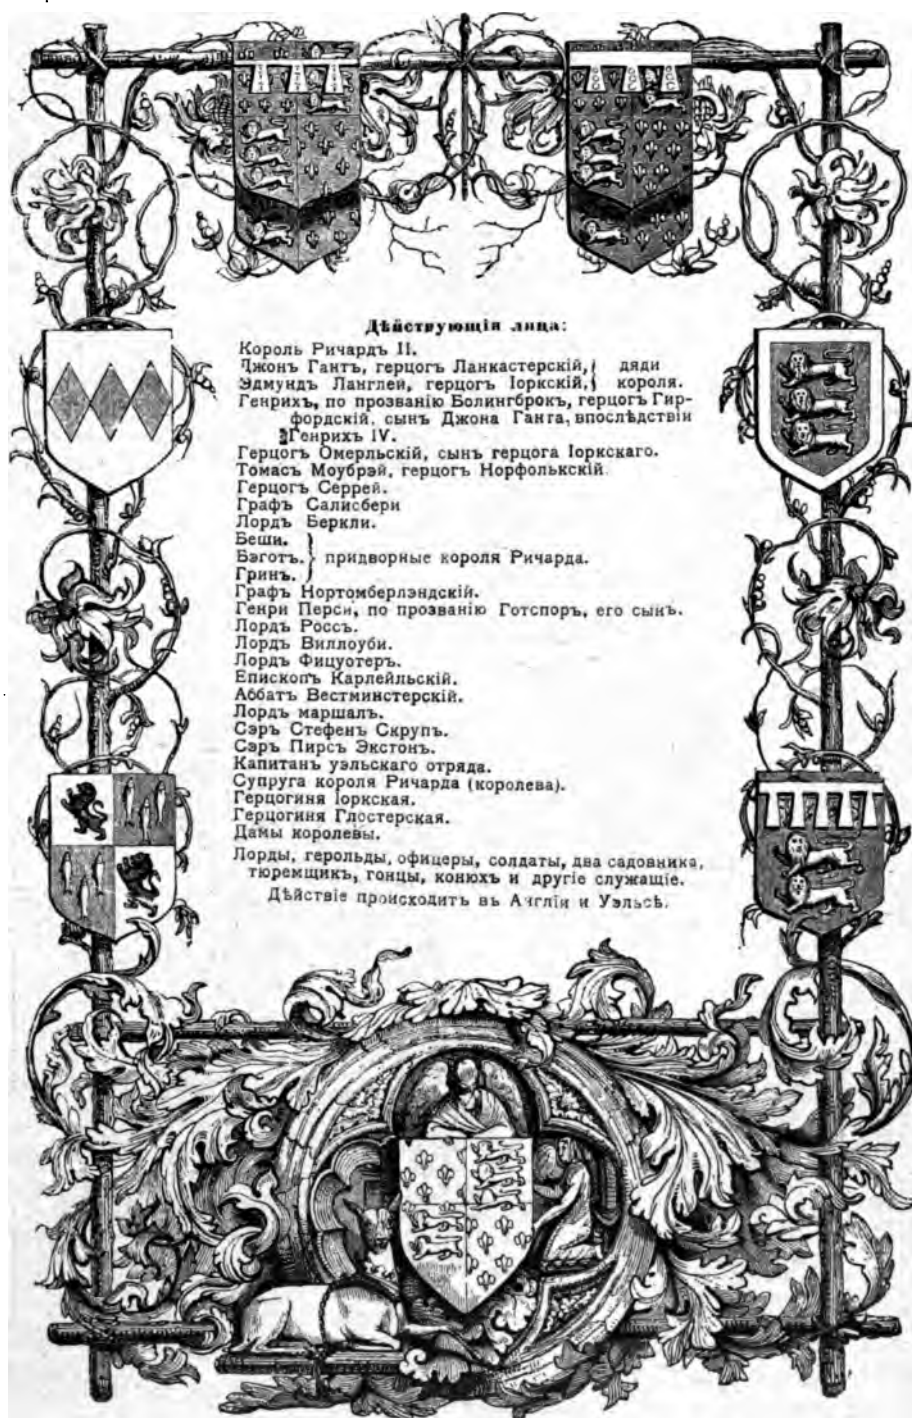 Дѣйствующія лица:
Король Ричардъ II.
Джонъ Гантъ, герцогъ Ланкастерскій, } дяди
Эдмундъ Ланглей, герцогъ Іоркскій, } короля.
Генрихъ, по прозванію Болингброкъ, герцогъ Гир-
фордскій, сынъ Джона Ганта, впослѣдствіи
Генрихъ IV.
Герцогъ Омерльскій, сынъ герцога Іоркскаго.
Томасъ Моубрэй, герцогъ Норфолькскій.
Герцогъ Серрей.
Графъ Салисбери
Лордъ Беркли.
Беши.
Бэготъ. } придворные короля Ричарда.
Гринъ.
Графъ Нортомберлэндскій.
Генри Перси, по прозванію Готспоръ, его сынъ.
Лордъ Россъ.
Лордъ Виллоуби.
Лордъ Фицуотеръ.
Епископъ Карлейльскій.
Аббатъ Вестминстерскій.
Лордъ маршалъ.
Сэръ Стефенъ Скрупъ.
Сэръ Пирсъ Экстонъ.
Капитанъ уэльскаго отряда.
Супруга короля Ричарда (королева).
Герцогиня Іоркская.
Герцогиня Глостерская.
Дамы королевы.
Лорды, герольды, офицеры, солдаты, два садовника,
тюремщикъ, гонцы, конюхъ и другіе служащіе.
Дѣйствіе происходитъ въ Англіи и Уэльсѣ.